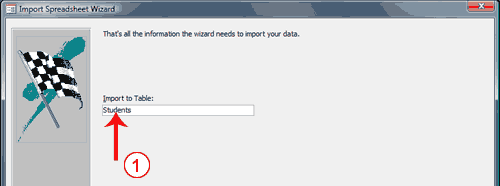 Import Spreadsheet Wizard
That's all the information the wizard needs to import your data.
Import to Table:
Students
1